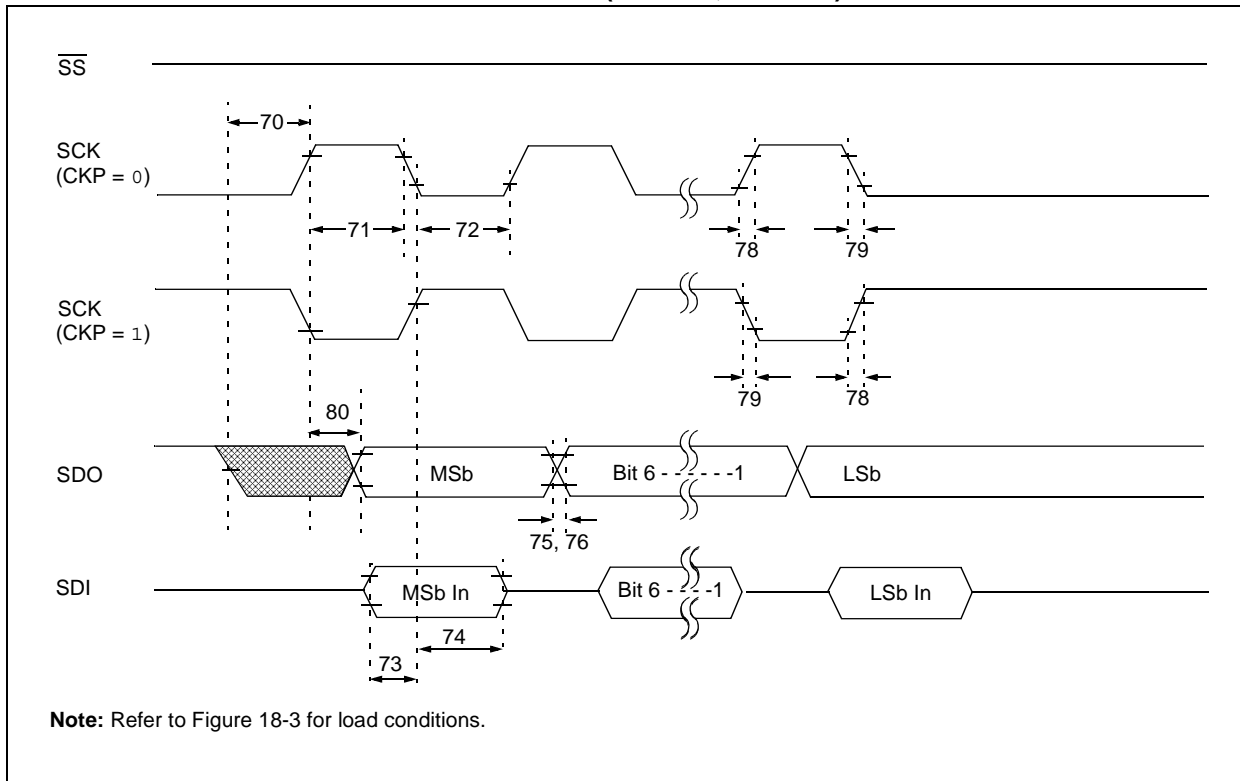 SS
70
SCK
(CKP = 0)
71
72
78
79
SCK
(CKP = 1)
79
78
80
SDO
MSb
Bit 6 - - - - - -1
LSb
75, 76
SDI
MSb In
Bit 6 - - - -1
LSb In
74
73
Note: Refer to Figure 18-3 for load conditions.